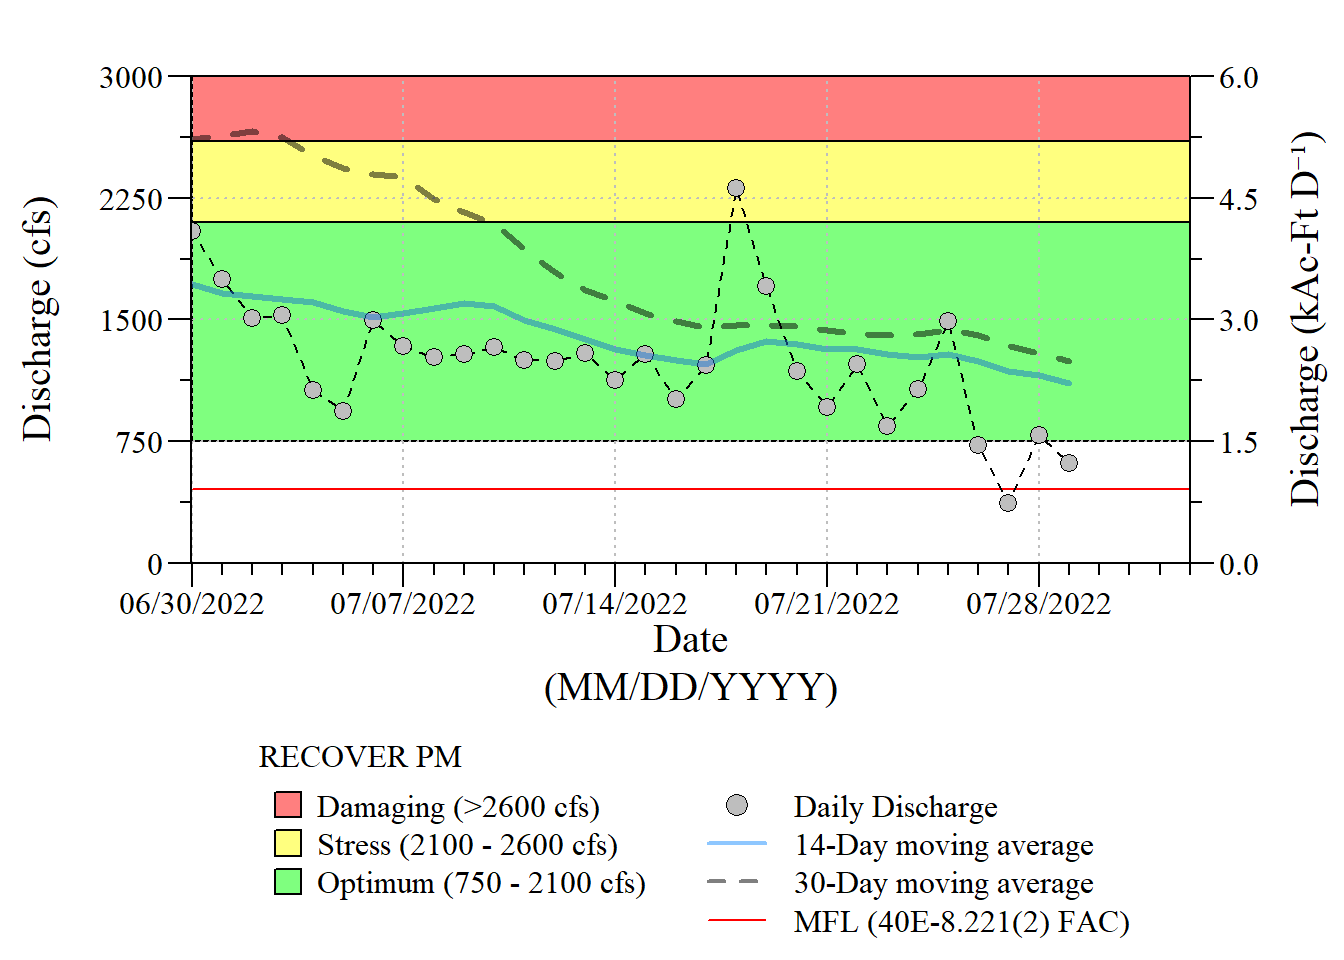 3000
2250
1500
750
0
Discharge (cfs)
6.0
4.5
3.0
1.5
0.0
Discharge (kAc-Ft D⁻¹)
06/30/2022 07/07/2022 07/14/2022 07/21/2022 07/28/2022
Date
(MM/DD/YYYY)
RECOVER PM
Damaging (>2600 cfs)
Stress (2100 - 2600 cfs)
Optimum (750 - 2100 cfs)
Daily Discharge
14-Day moving average
30-Day moving average
MFL (40E-8.221(2) FAC)